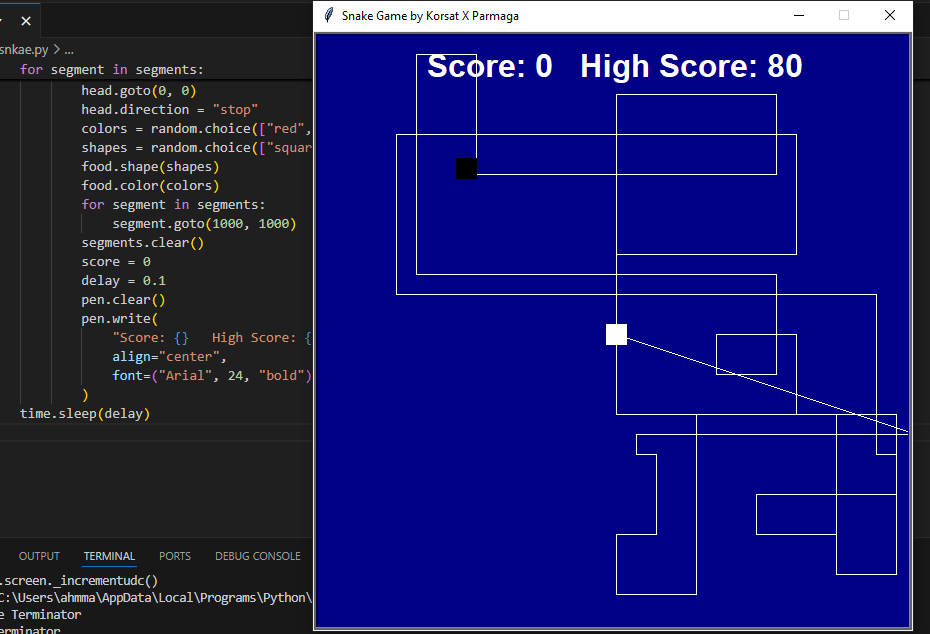 Snake Game by Korsat X Parmaga
snkae.py > ...
for segment in segments:
head.goto(0, 0)
head.direction = "stop"
colors = random.choice(["red",
shapes = random.choice(["squar
food.shape(shapes)
food.color(colors)
for segment in segments:
segment.goto(1000, 1000)
segments.clear()
score = 0
delay = 0.1
pen.clear()
pen.write(
"Score: {}   High Score: {
align="center",
font=("Arial", 24, "bold")
)
time.sleep(delay)
Score: 0   High Score: 80
OUTPUT TERMINAL PORTS DEBUG CONSOLE
.screen._incrementudc()
C:\Users\ahmma\AppData\Local\Programs\Python\
e Terminator
erminator